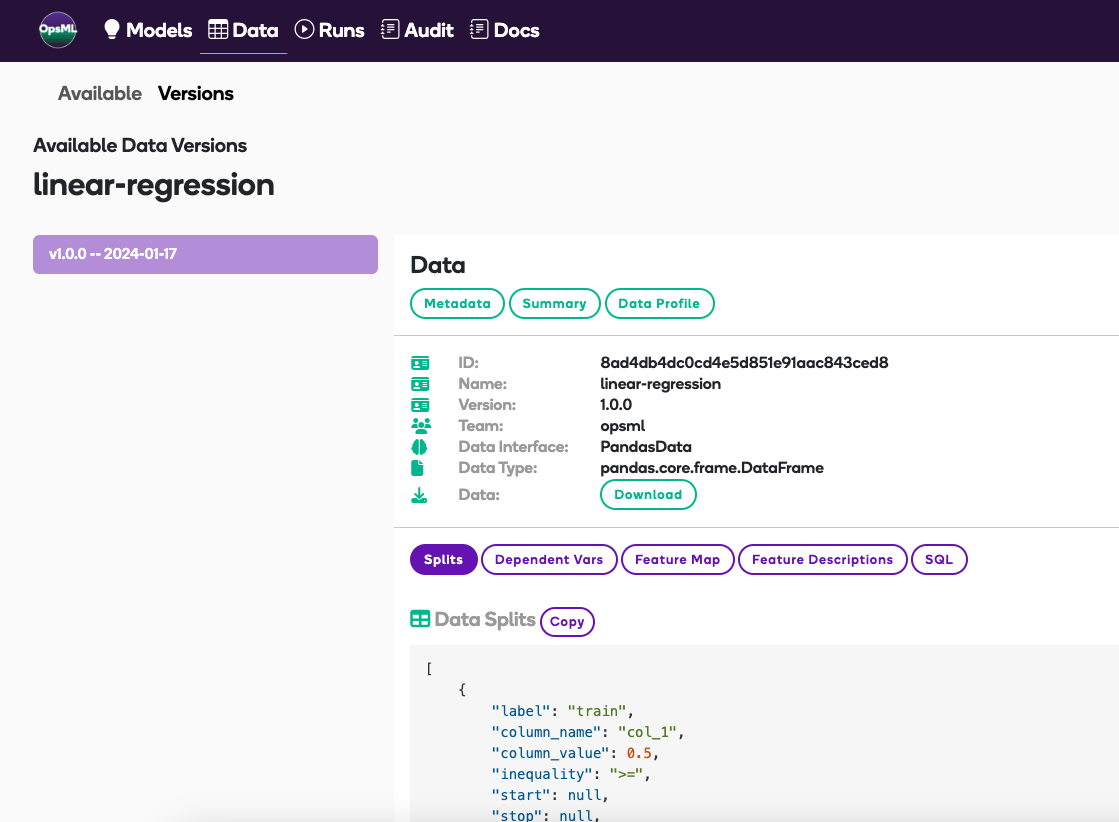 OpsML Models Data Runs Audit Docs
Available Versions
Available Data Versions
linear-regression
v1.0.0 -- 2024-01-17
Data
Metadata Summary Data Profile
ID: 8ad4db4dc0cd4e5d851e91aac843ced8
Name: linear-regression
Version: 1.0.0
Team: opsml
Data Interface: PandasData
Data Type: pandas.core.frame.DataFrame
Data: Download
Splits Dependent Vars Feature Map Feature Descriptions SQL
Data Splits Copy
[
{
"label": "train",
"column_name": "col_1",
"column_value": 0.5,
"inequality": ">=",
"start": null,
"stop": null,